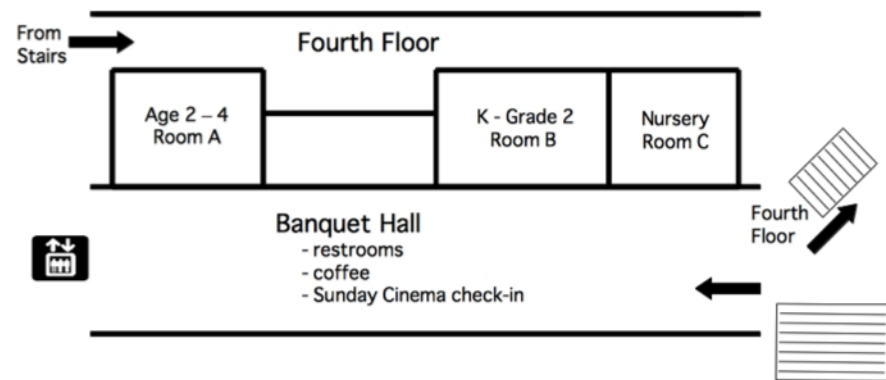 From
Stairs
Fourth Floor
Age 2 – 4
Room A
K - Grade 2
Room B
Nursery
Room C
Banquet Hall
- restrooms
- coffee
- Sunday Cinema check-in
Fourth
Floor